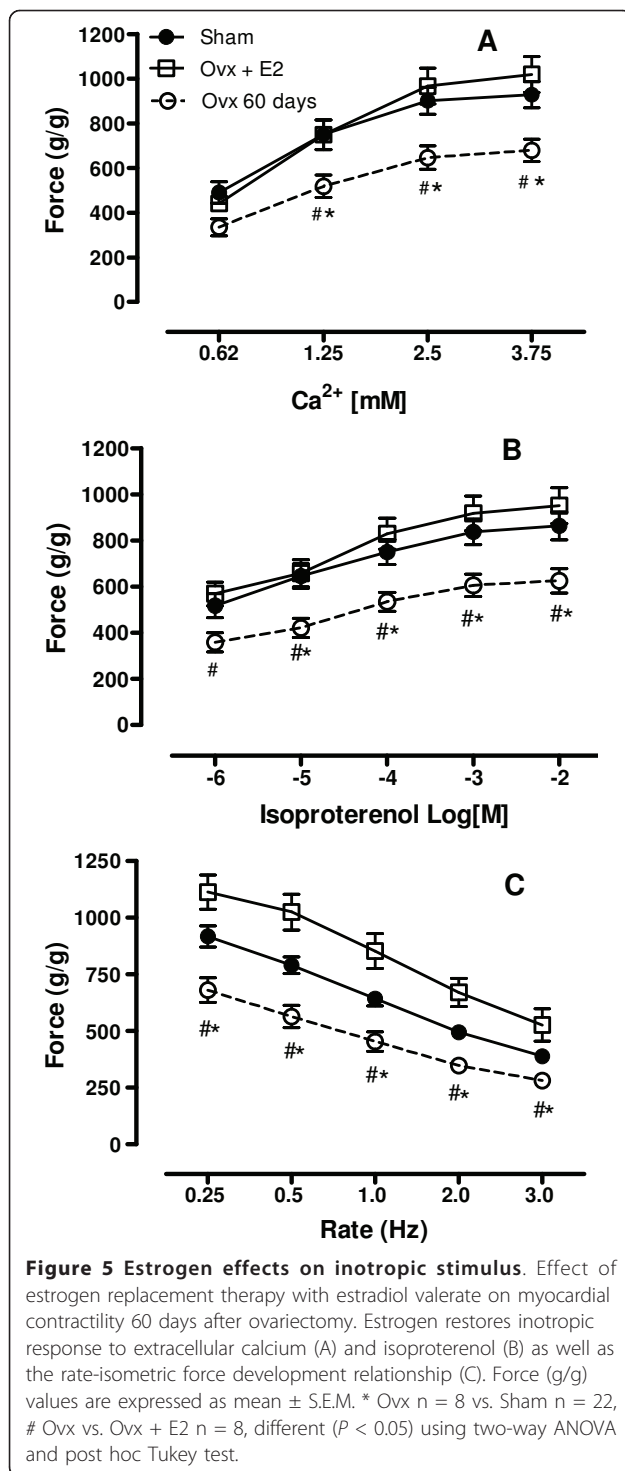 1200
1000
800
600
400
200
0
Force (g/g)
Sham
Ovx + E2
Ovx 60 days
A
# *
# *
# *
0.62 1.25 2.5 3.75
Ca²⁺ [mM]
1200
1000
800
600
400
200
0
Force (g/g)
B
#
#*
#*
#*
#*
-6 -5 -4 -3 -2
Isoproterenol Log[M]
1250
1000
750
500
250
0
Force (g/g)
C
#*
#*
#*
#*
#*
0.25 0.5 1.0 2.0 3.0
Rate (Hz)
Figure 5 Estrogen effects on inotropic stimulus. Effect of
estrogen replacement therapy with estradiol valerate on myocardial
contractility 60 days after ovariectomy. Estrogen restores inotropic
response to extracellular calcium (A) and isoproterenol (B) as well as
the rate-isometric force development relationship (C). Force (g/g)
values are expressed as mean ± S.E.M. * Ovx n = 8 vs. Sham n = 22,
# Ovx vs. Ovx + E2 n = 8, different (P < 0.05) using two-way ANOVA
and post hoc Tukey test.